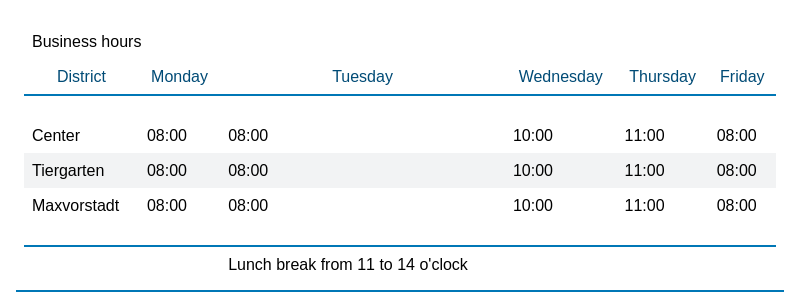 Business hours
District Monday Tuesday Wednesday Thursday Friday
Center 08:00 08:00 10:00 11:00 08:00
Tiergarten 08:00 08:00 10:00 11:00 08:00
Maxvorstadt 08:00 08:00 10:00 11:00 08:00
Lunch break from 11 to 14 o'clock